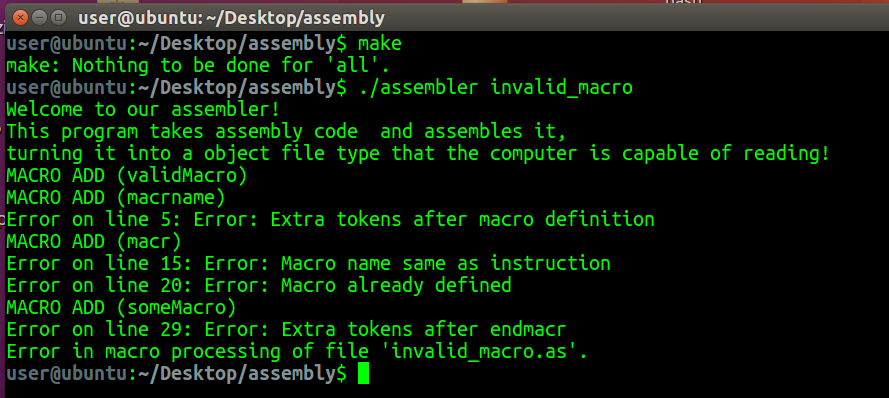 user@ubuntu: ~/Desktop/assembly
user@ubuntu:~/Desktop/assembly$ make
make: Nothing to be done for 'all'.
user@ubuntu:~/Desktop/assembly$ ./assembler invalid_macro
Welcome to our assembler!
This program takes assembly code  and assembles it,
turning it into a object file type that the computer is capable of reading!
MACRO ADD (validMacro)
MACRO ADD (macrname)
Error on line 5: Error: Extra tokens after macro definition
MACRO ADD (macr)
Error on line 15: Error: Macro name same as instruction
Error on line 20: Error: Macro already defined
MACRO ADD (someMacro)
Error on line 29: Error: Extra tokens after endmacr
Error in macro processing of file 'invalid_macro.as'.
user@ubuntu:~/Desktop/assembly$